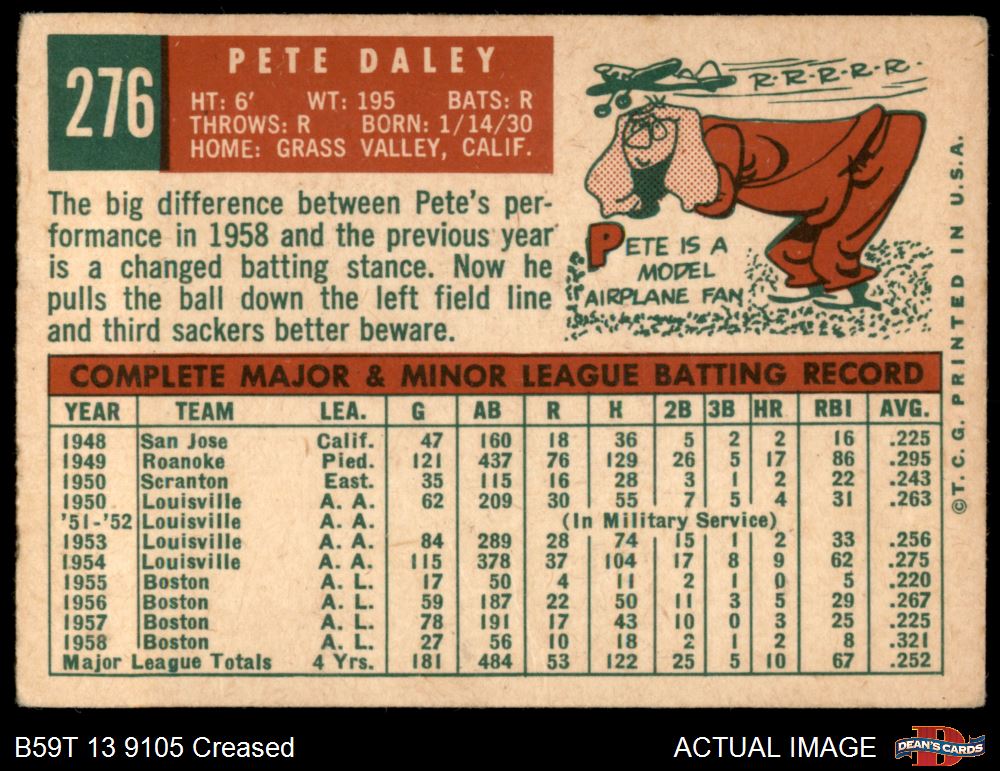 276
PETE DALEY
HT: 6' WT: 195 BATS: R
THROWS: R BORN: 1/14/30
HOME: GRASS VALLEY, CALIF.
The big difference between Pete's per-
formance in 1958 and the previous year
is a changed batting stance. Now he
pulls the ball down the left field line
and third sackers better beware.
R-R-R-R-R-
PETE IS A
MODEL
AIRPLANE FAN
© T. C. G. PRINTED IN U.S.A.
COMPLETE MAJOR & MINOR LEAGUE BATTING RECORD
YEAR TEAM LEA. G AB R H 2B 3B HR RBI AVG.
1948 San Jose Calif. 47 160 18 36 5 2 2 16 .225
1949 Roanoke Pied. 121 437 76 129 26 5 17 86 .295
1950 Scranton East. 35 115 16 28 3 1 2 22 .243
1950 Louisville A. A. 62 209 30 55 7 5 4 31 .263
'51-'52 Louisville A. A. (In Military Service)
1953 Louisville A. A. 84 289 28 74 15 1 2 33 .256
1954 Louisville A. A. 115 378 37 104 17 8 9 62 .275
1955 Boston A. L. 17 50 4 11 2 1 0 5 .220
1956 Boston A. L. 59 187 22 50 11 3 5 29 .267
1957 Boston A. L. 78 191 17 43 10 0 3 25 .225
1958 Boston A. L. 27 56 10 18 2 1 2 8 .321
Major League Totals 4 Yrs. 181 484 53 122 25 5 10 67 .252
B59T 13 9105 Creased
ACTUAL IMAGE
D
DEAN'S CARDS